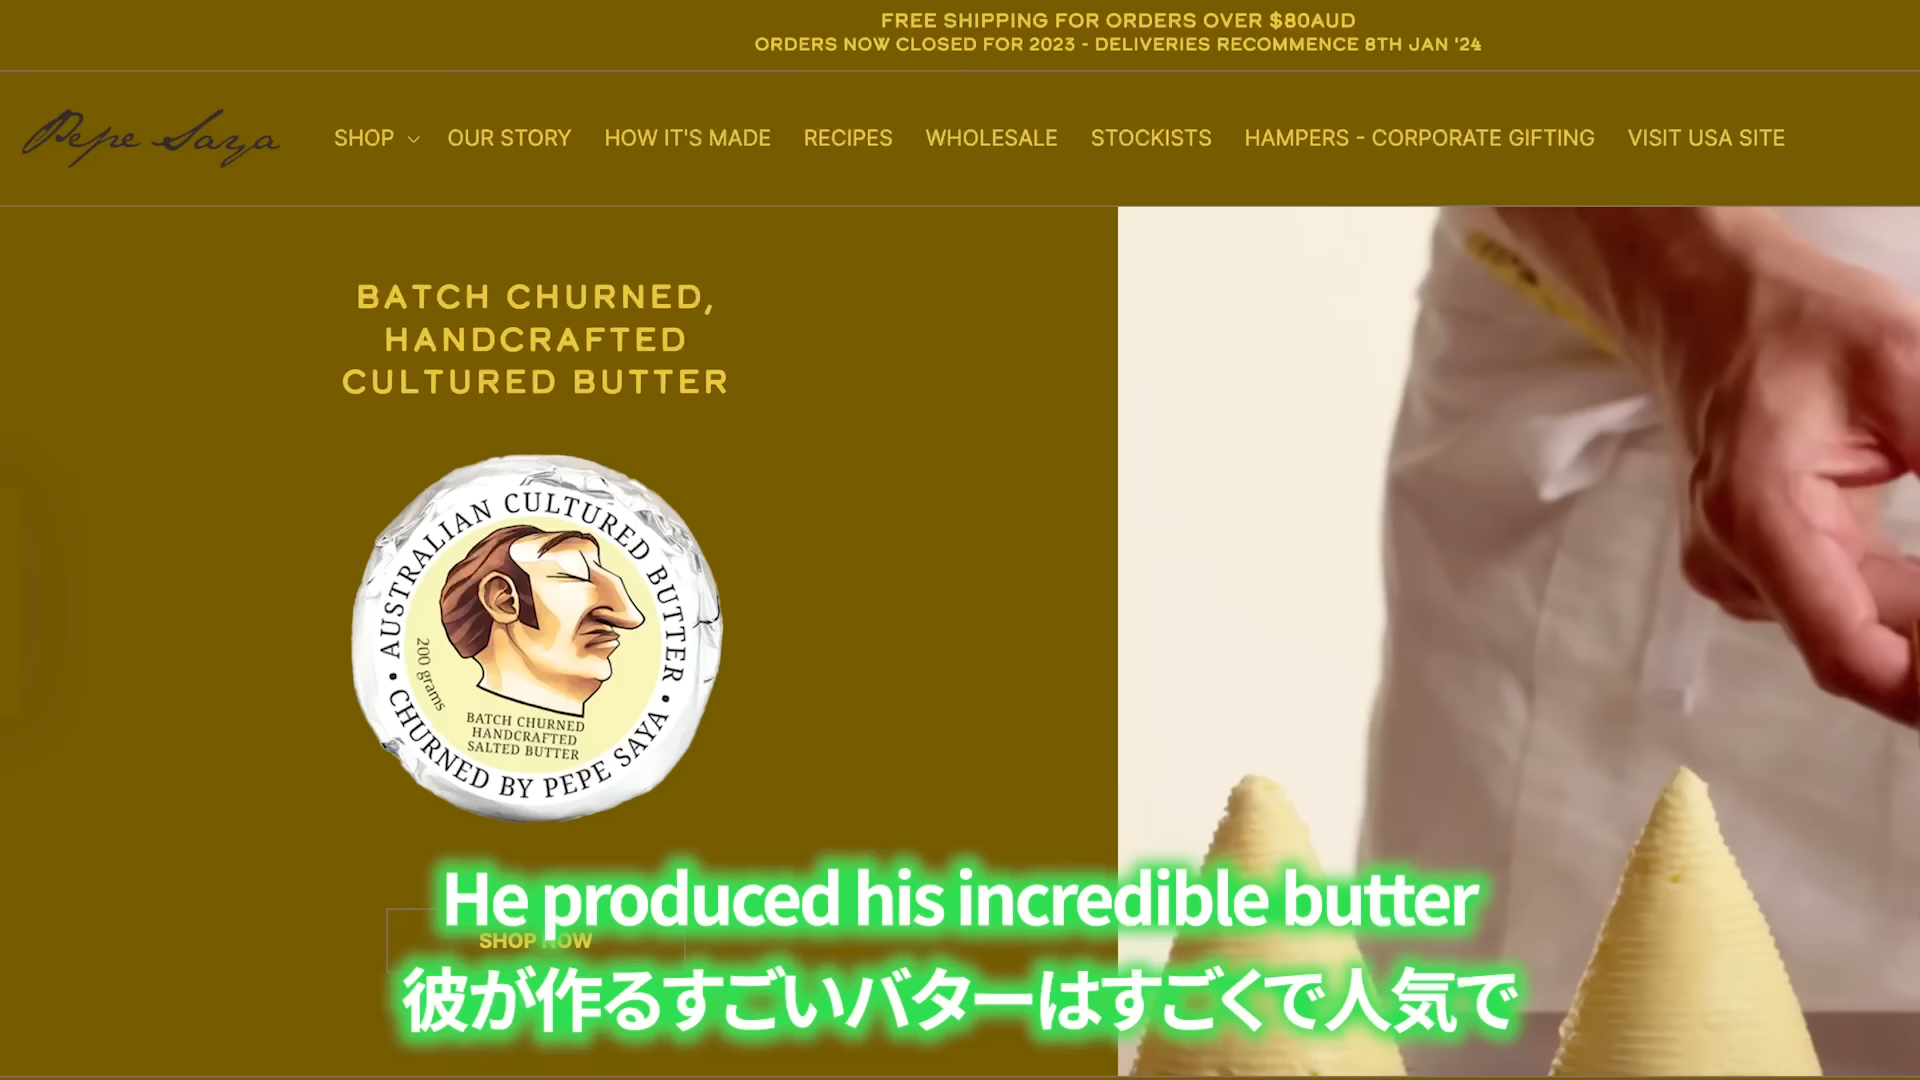 FREE SHIPPING FOR ORDERS OVER $80AUD
ORDERS NOW CLOSED FOR 2023 - DELIVERIES RECOMMENCE 8TH JAN '24
Pepe Saya
SHOP
OUR STORY
HOW IT'S MADE
RECIPES
WHOLESALE
STOCKISTS
HAMPERS - CORPORATE GIFTING
VISIT USA SITE
BATCH CHURNED,
HANDCRAFTED
CULTURED BUTTER
AUSTRALIAN CULTURED BUTTER
200 grams
BATCH CHURNED
HANDCRAFTED
SALTED BUTTER
CHURNED BY PEPE SAYA
SHOP NOW
He produced his incredible butter
彼が作るすごいバターはすごくで人気で